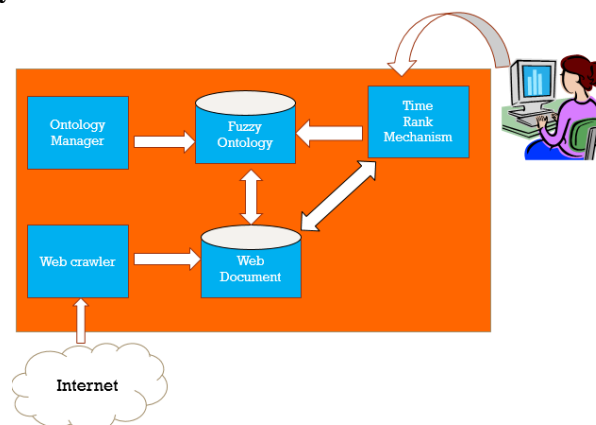 Ontology
Manager
Fuzzy
Ontology
Time
Rank
Mechanism
Web crawler
Web
Document
Internet